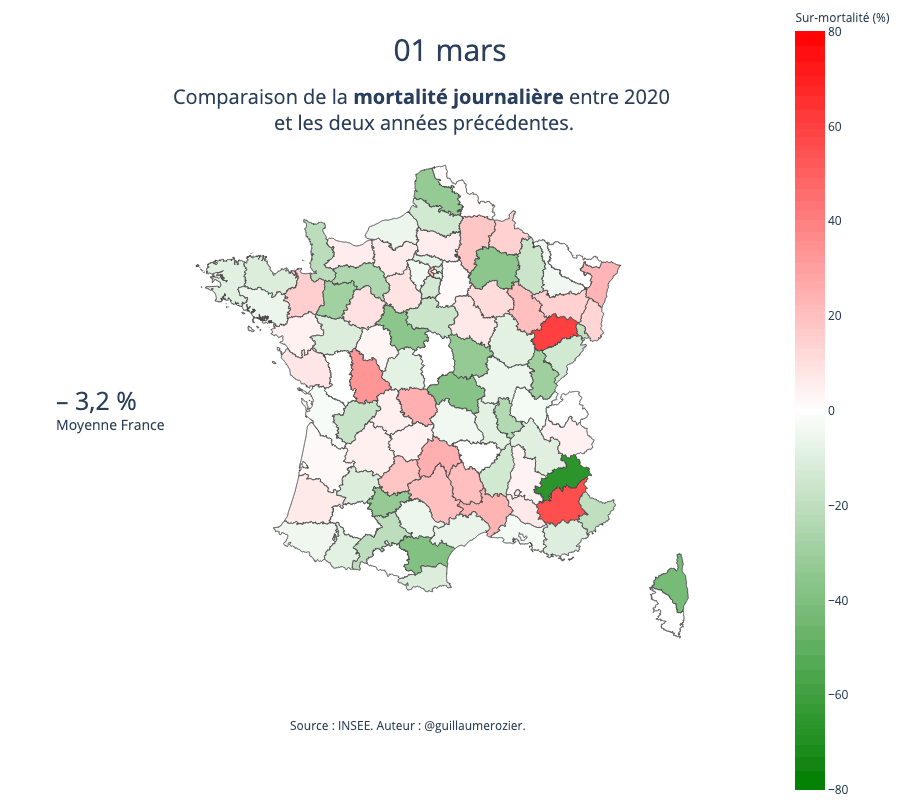 Sur-mortalité (%)
01 mars
Comparaison de la mortalité journalière entre 2020
et les deux années précédentes.
– 3,2 %
Moyenne France
80
60
40
20
0
−20
−40
−60
−80
Source : INSEE. Auteur : @guillaumerozier.